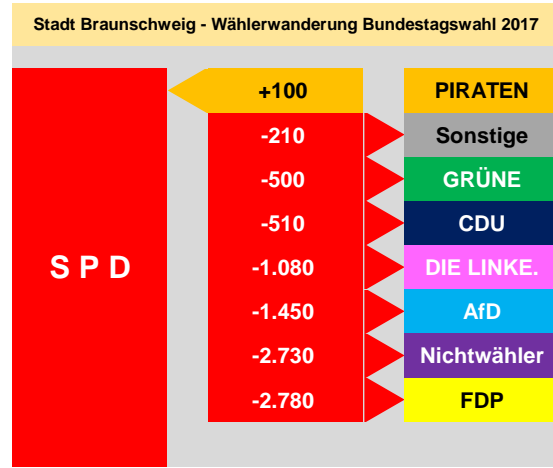 Stadt Braunschweig - Wählerwanderung Bundestagswahl 2017
+100 PIRATEN
-210 Sonstige
-500 GRÜNE
-510 CDU
S P D
-1.080 DIE LINKE.
-1.450 AfD
-2.730 Nichtwähler
-2.780 FDP